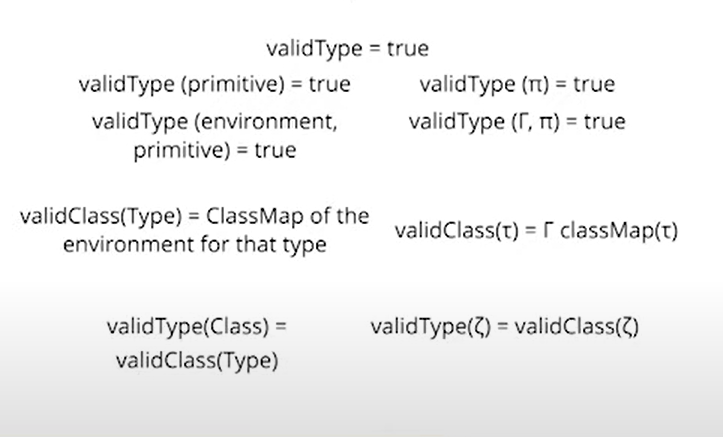 validType = true
validType (primitive) = true
validType (π) = true
validType (environment,
primitive) = true
validType (Γ, π) = true
validClass(Type) = ClassMap of the
environment for that type
validClass(τ) = Γ classMap(τ)
validType(Class) =
validClass(Type)
validType(ζ) = validClass(ζ)